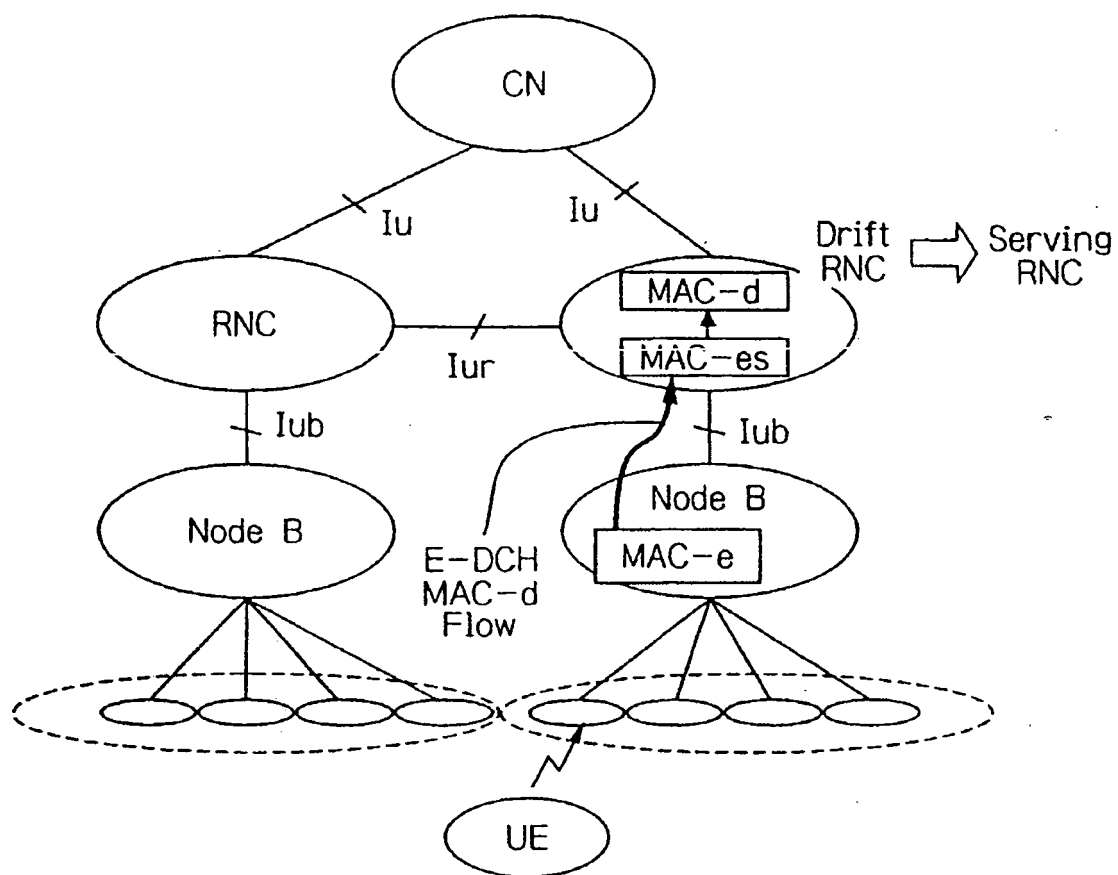 CN
Iu
Iu
Drift
RNC
Serving
RNC
MAC-d
RNC
MAC-es
Iur
Iub
Iub
Node B
Node B
MAC-e
E-DCH
MAC-d
Flow
UE